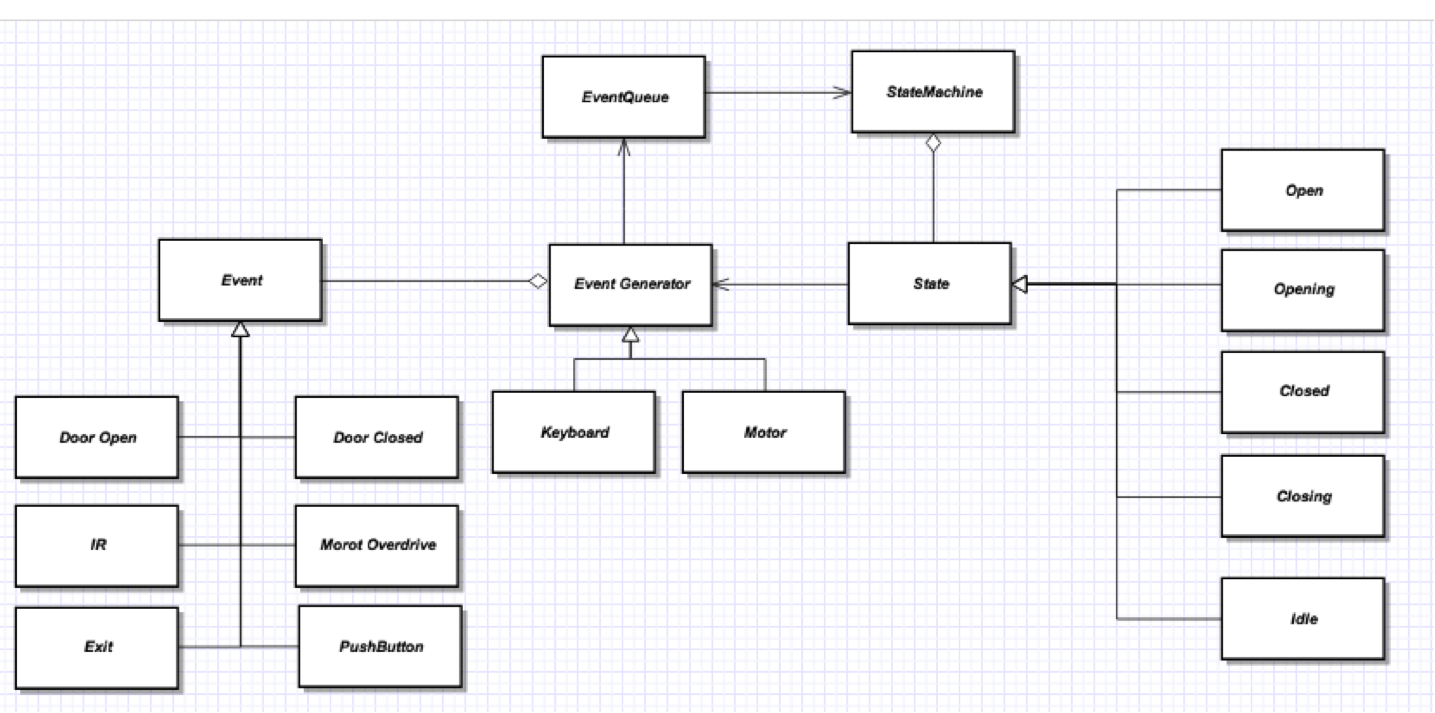 EventQueue
StateMachine
Open
Event
Event Generator
State
Opening
Closed
Door Open
Door Closed
Keyboard
Motor
Closing
IR
Morot Overdrive
Exit
PushButton
Idle